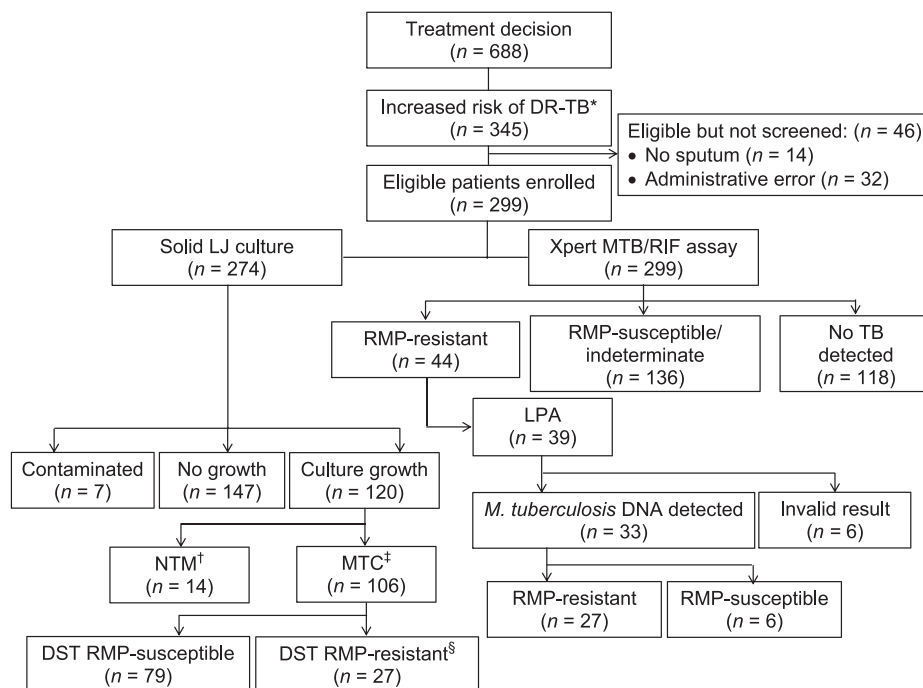 Treatment decision
(n = 688)
Increased risk of DR-TB*
(n = 345)
Eligible but not screened: (n = 46)
• No sputum (n = 14)
• Administrative error (n = 32)
Eligible patients enrolled
(n = 299)
Solid LJ culture
(n = 274)
Xpert MTB/RIF assay
(n = 299)
RMP-resistant
(n = 44)
RMP-susceptible/
indeterminate
(n = 136)
No TB
detected
(n = 118)
LPA
(n = 39)
Contaminated
(n = 7)
No growth
(n = 147)
Culture growth
(n = 120)
M. tuberculosis DNA detected
(n = 33)
Invalid result
(n = 6)
NTM†
(n = 14)
MTC‡
(n = 106)
RMP-resistant
(n = 27)
RMP-susceptible
(n = 6)
DST RMP-susceptible
(n = 79)
DST RMP-resistant§
(n = 27)